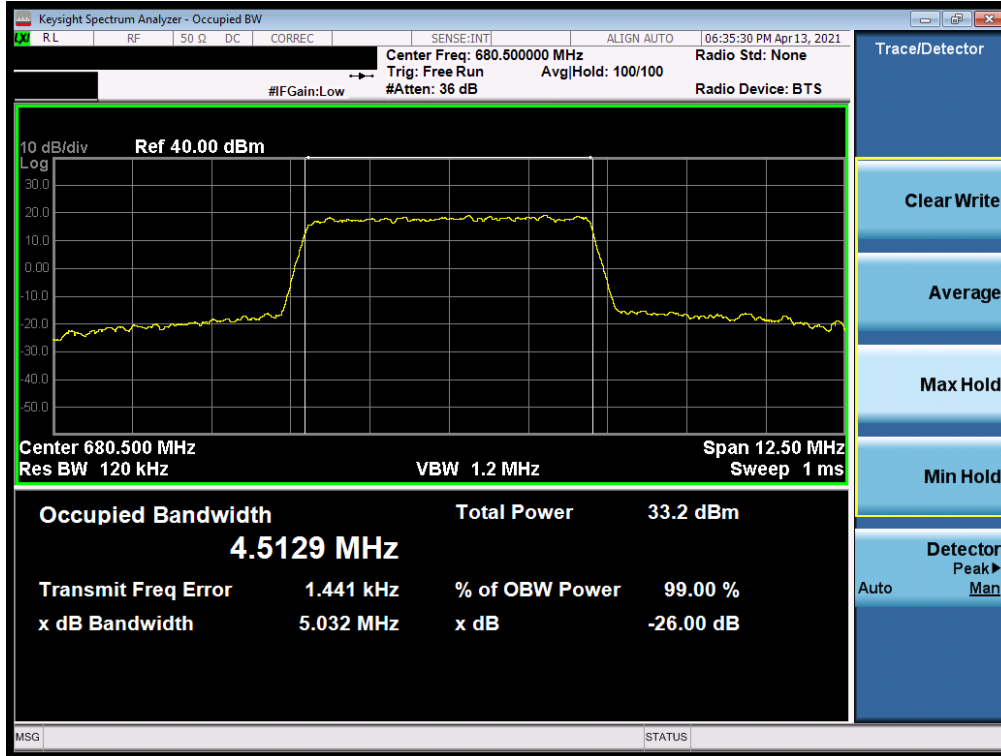 Keysight Spectrum Analyzer - Occupied BW
LXI RL RF 50 Ω DC CORREC SENSE:INT ALIGN AUTO 06:35:30 PM Apr 13, 2021
Center Freq: 680.500000 MHz Radio Std: None
Trig: Free Run Avg|Hold: 100/100
#IFGain:Low #Atten: 36 dB Radio Device: BTS
Trace/Detector
10 dB/div Ref 40.00 dBm
Log
30.0
20.0
10.0
0.00
-10.0
-20.0
-30.0
-40.0
-50.0
Center 680.500 MHz Span 12.50 MHz
Res BW 120 kHz VBW 1.2 MHz Sweep 1 ms
Occupied Bandwidth Total Power 33.2 dBm
4.5129 MHz
Transmit Freq Error 1.441 kHz % of OBW Power 99.00 %
x dB Bandwidth 5.032 MHz x dB -26.00 dB
Clear Write
Average
Max Hold
Min Hold
Detector
Peak▶
Auto Man
MSG STATUS